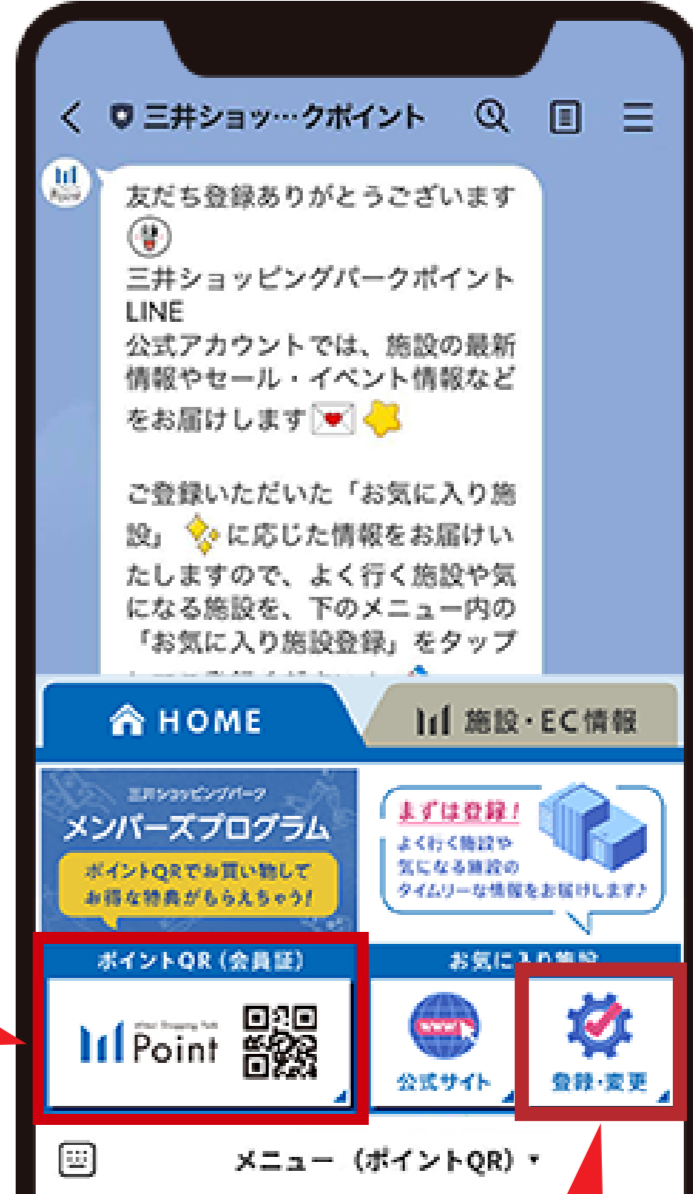 三井ショッ…クポイント
Point
友だち登録ありがとうございます
三井ショッピングパークポイント
LINE
公式アカウントでは、施設の最新
情報やセール・イベント情報など
をお届けします
ご登録いただいた「お気に入り施
設」に応じた情報をお届けい
たしますので、よく行く施設や気
になる施設を、下のメニュー内の
「お気に入り施設登録」をタップ
HOME
施設・EC情報
三井ショッピングパーク
メンバーズプログラム
ポイントQRでお買い物して
お得な特典がもらえちゃう!
まずは登録!
よく行く施設や
気になる施設の
タイムリーな情報をお届けします♪
ポイントQR(会員証)
Mitsui Shopping Park
Point
お気に入り施設
www
公式サイト
登録・変更
メニュー(ポイントQR)▼